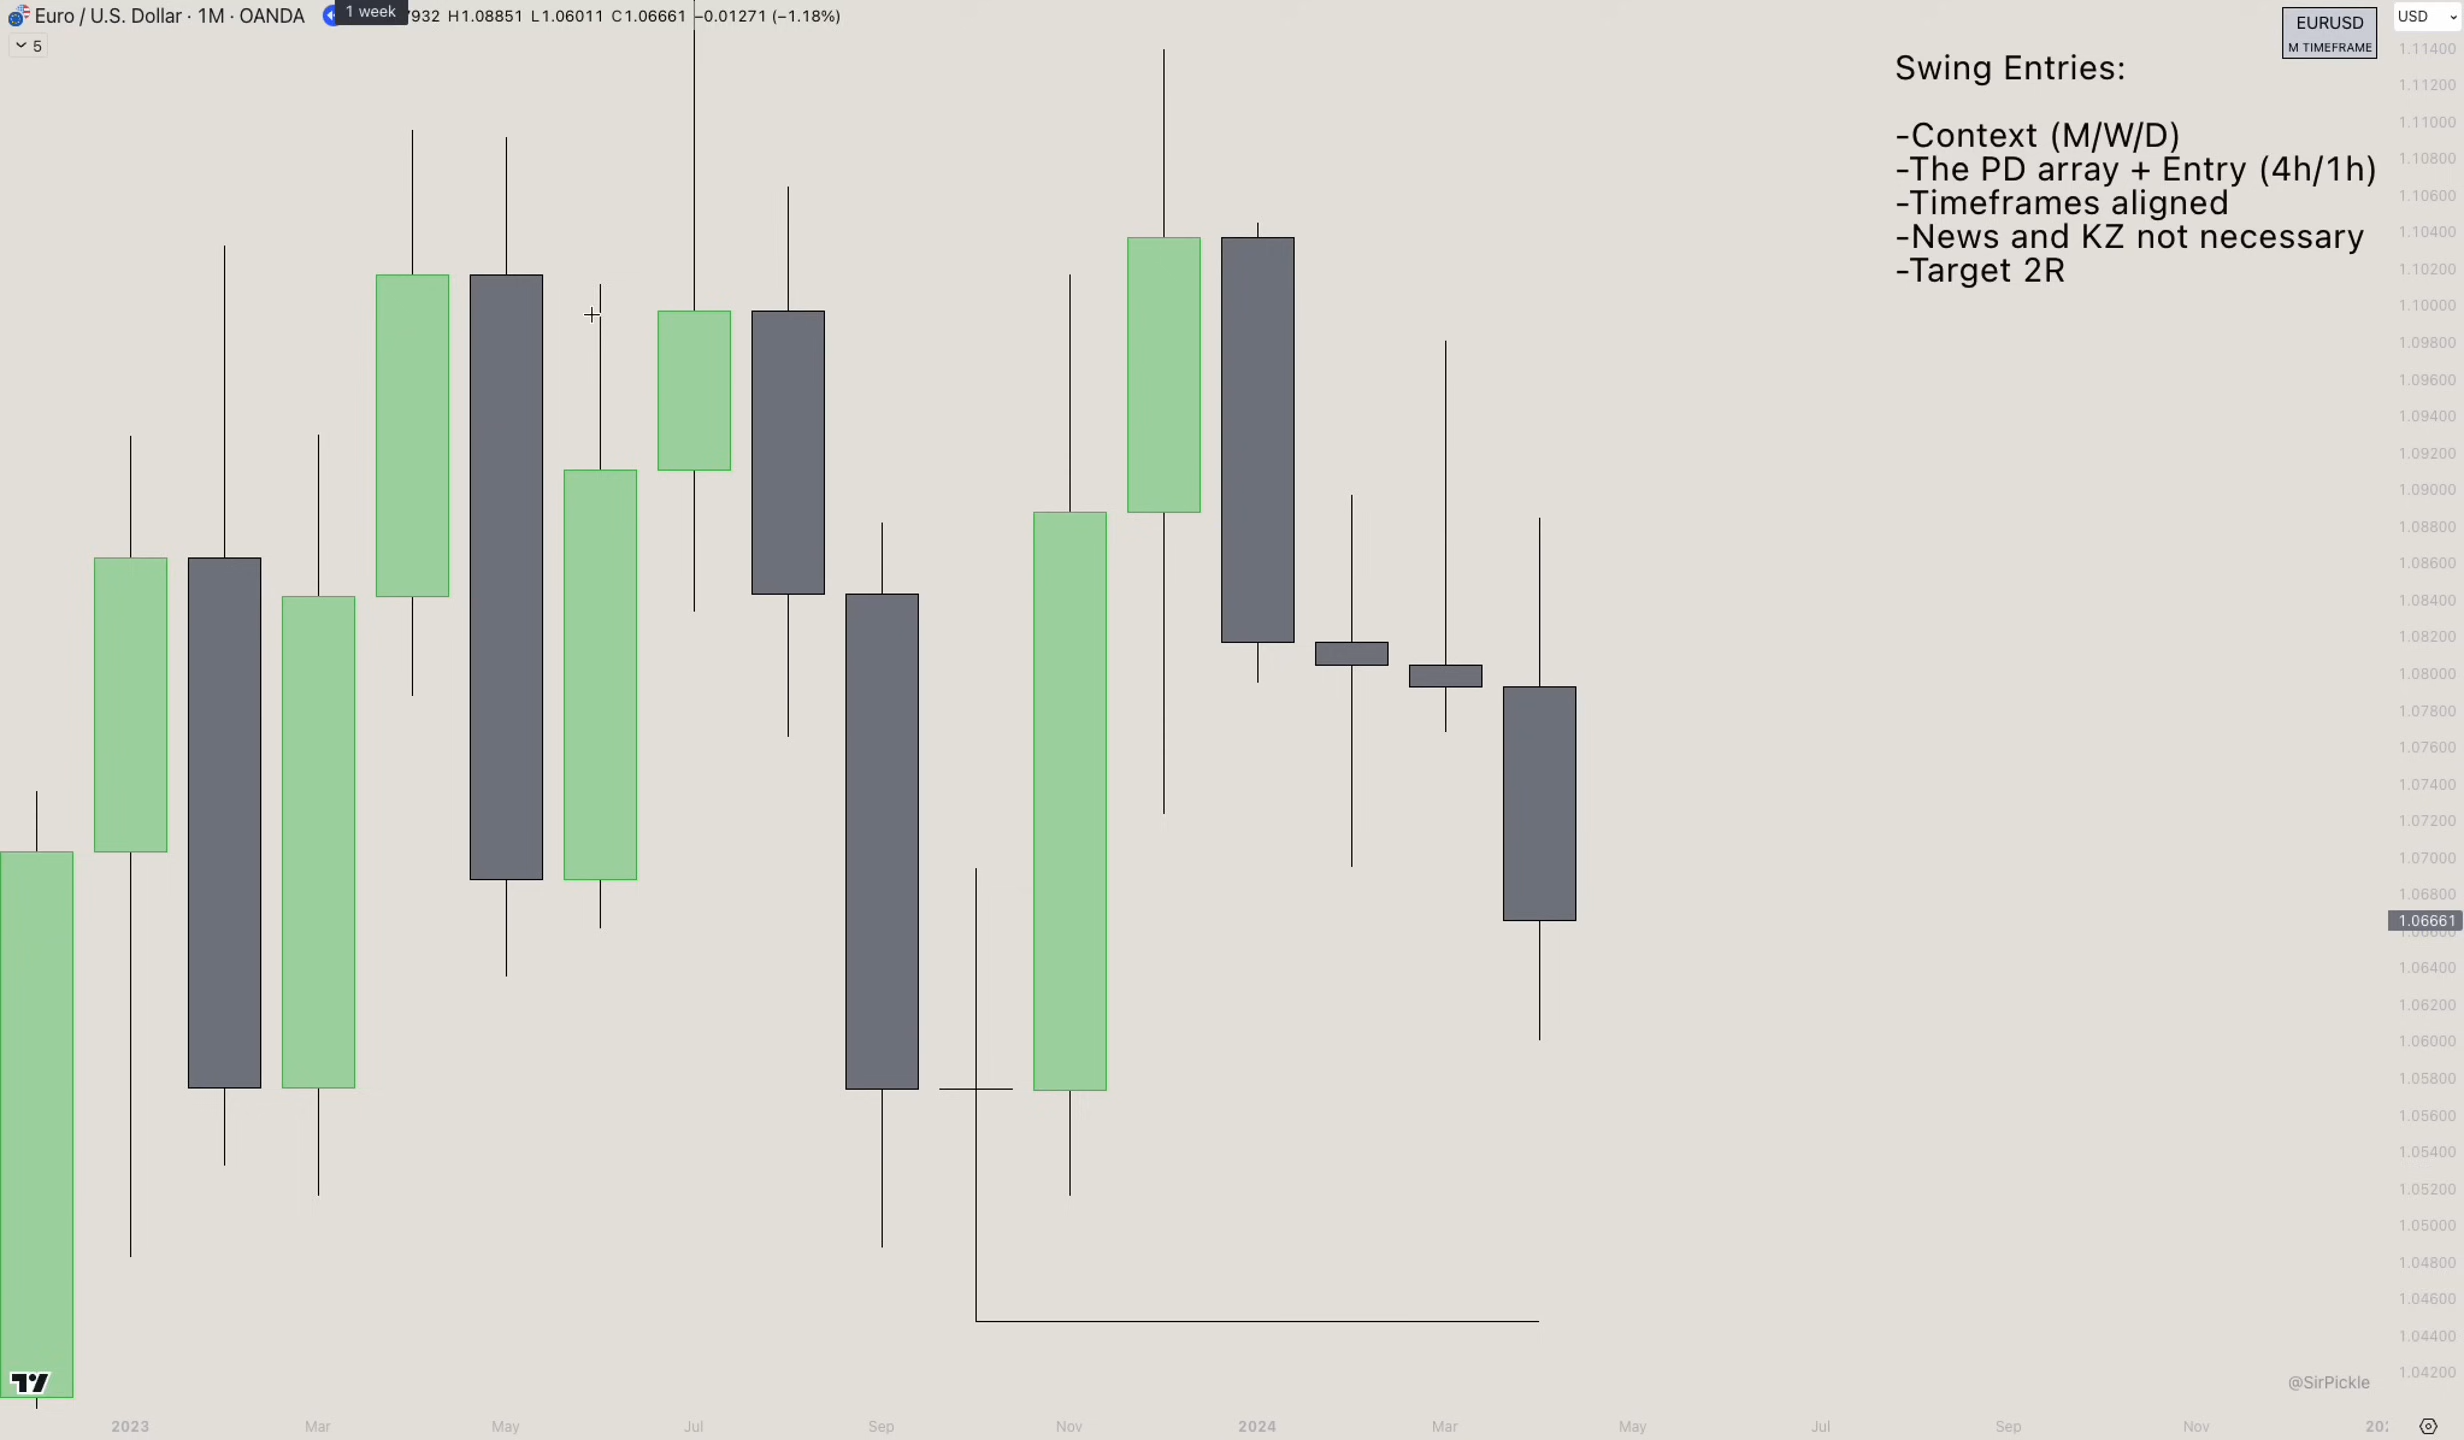 Euro / U.S. Dollar · 1M · OANDA
1 week
7932 H1.08851 L1.06011 C1.06661 −0.01271 (−1.18%)
5
EURUSD
M TIMEFRAME
USD
Swing Entries:
-Context (M/W/D)
-The PD array + Entry (4h/1h)
-Timeframes aligned
-News and KZ not necessary
-Target 2R
1.11400
1.11200
1.11000
1.10800
1.10600
1.10400
1.10200
1.10000
1.09800
1.09600
1.09400
1.09200
1.09000
1.08800
1.08600
1.08400
1.08200
1.08000
1.07800
1.07600
1.07400
1.07200
1.07000
1.06800
1.06661
1.06600
1.06400
1.06200
1.06000
1.05800
1.05600
1.05400
1.05200
1.05000
1.04800
1.04600
1.04400
1.04200
@SirPickle
2023 Mar May Jul Sep Nov 2024 Mar May Jul Sep Nov